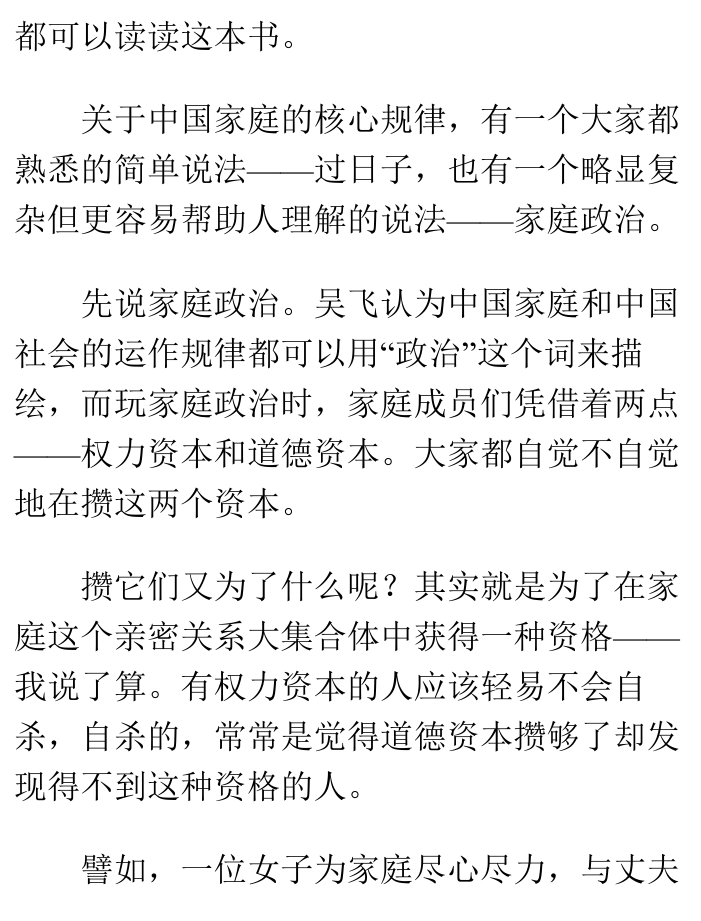 都可以读读这本书。
关于中国家庭的核心规律，有一个大家都
熟悉的简单说法——过日子，也有一个略显复
杂但更容易帮助人理解的说法——家庭政治。
先说家庭政治。吴飞认为中国家庭和中国
社会的运作规律都可以用“政治”这个词来描
绘，而玩家庭政治时，家庭成员们凭借着两点
——权力资本和道德资本。大家都自觉不自觉
地在攒这两个资本。
攒它们又为了什么呢？其实就是为了在家
庭这个亲密关系大集合体中获得一种资格——
我说了算。有权力资本的人应该轻易不会自
杀，自杀的，常常是觉得道德资本攒够了却发
现得不到这种资格的人。
譬如，一位女子为家庭尽心尽力，与丈夫